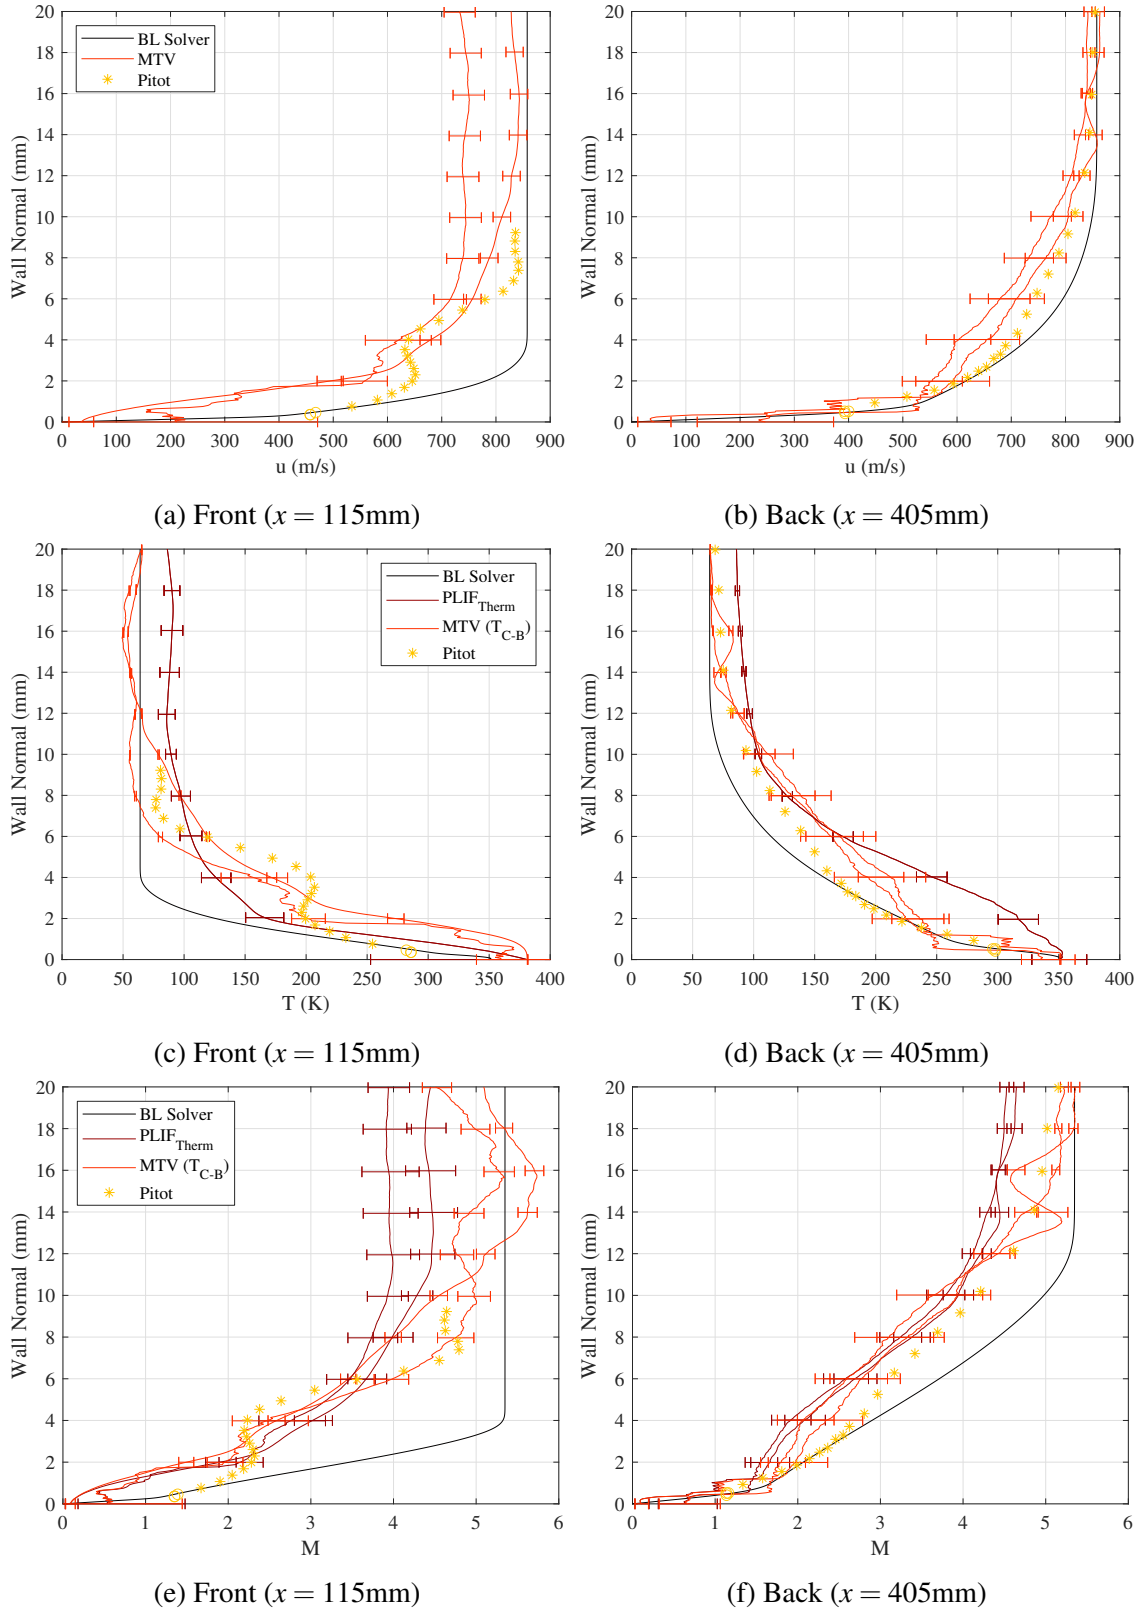 20
18
16
14
12
10
8
6
4
2
0
Wall Normal (mm)
BL Solver
MTV
Pitot
0 100 200 300 400 500 600 700 800 900
u (m/s)
(a) Front (x = 115mm)
20
18
16
14
12
10
8
6
4
2
0
Wall Normal (mm)
0 100 200 300 400 500 600 700 800 900
u (m/s)
(b) Back (x = 405mm)
20
18
16
14
12
10
8
6
4
2
0
Wall Normal (mm)
BL Solver
PLIF_Therm
MTV (T_C-B)
Pitot
0 50 100 150 200 250 300 350 400
T (K)
(c) Front (x = 115mm)
20
18
16
14
12
10
8
6
4
2
0
Wall Normal (mm)
0 50 100 150 200 250 300 350 400
T (K)
(d) Back (x = 405mm)
20
18
16
14
12
10
8
6
4
2
0
Wall Normal (mm)
BL Solver
PLIF_Therm
MTV (T_C-B)
Pitot
0 1 2 3 4 5 6
M
(e) Front (x = 115mm)
20
18
16
14
12
10
8
6
4
2
0
Wall Normal (mm)
0 1 2 3 4 5 6
M
(f) Back (x = 405mm)